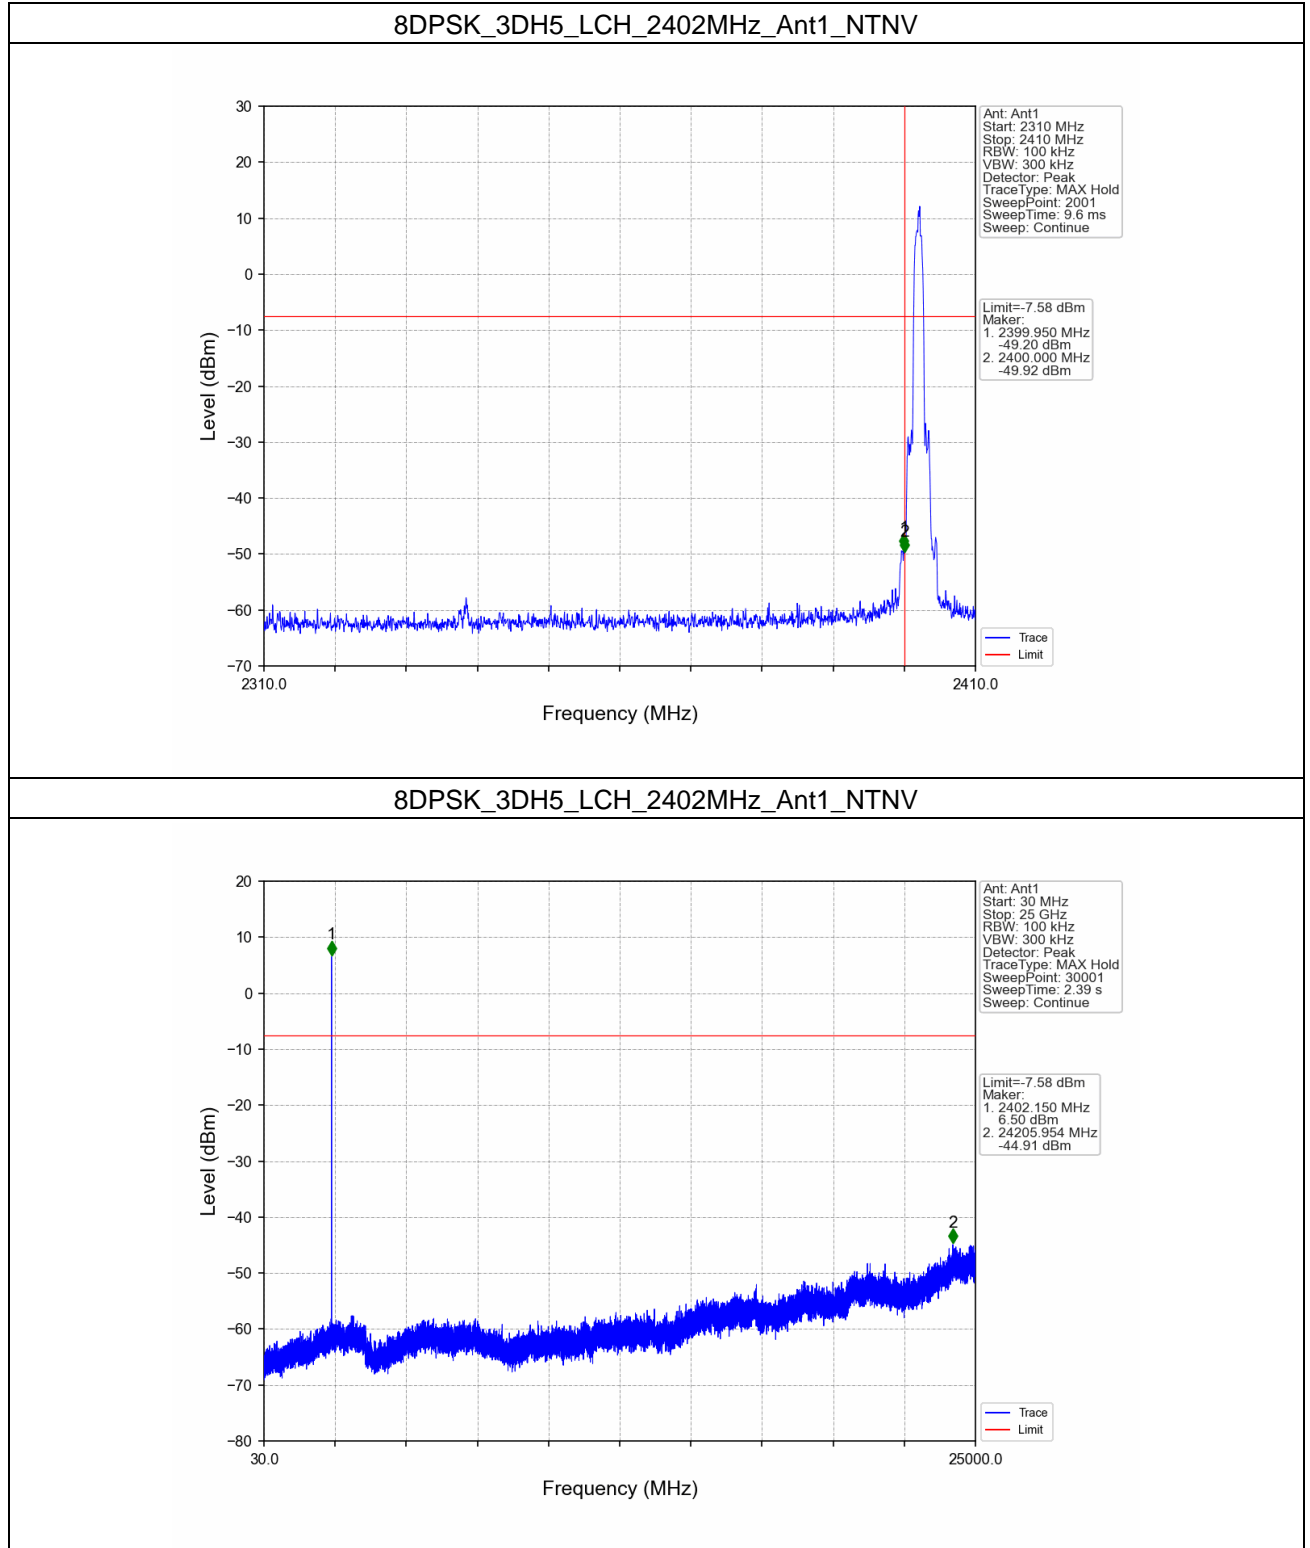 8DPSK_3DH5_LCH_2402MHz_Ant1_NTNV
30
20
10
0
−10
−20
−30
−40
−50
−60
−70
Level (dBm)
2310.0
2410.0
Frequency (MHz)
1
2
Ant: Ant1
Start: 2310 MHz
Stop: 2410 MHz
RBW: 100 kHz
VBW: 300 kHz
Detector: Peak
TraceType: MAX Hold
SweepPoint: 2001
SweepTime: 9.6 ms
Sweep: Continue
Limit=-7.58 dBm
Maker:
1. 2399.950 MHz
-49.20 dBm
2. 2400.000 MHz
-49.92 dBm
Trace
Limit
8DPSK_3DH5_LCH_2402MHz_Ant1_NTNV
20
10
0
−10
−20
−30
−40
−50
−60
−70
−80
Level (dBm)
30.0
25000.0
Frequency (MHz)
1
2
Ant: Ant1
Start: 30 MHz
Stop: 25 GHz
RBW: 100 kHz
VBW: 300 kHz
Detector: Peak
TraceType: MAX Hold
SweepPoint: 30001
SweepTime: 2.39 s
Sweep: Continue
Limit=-7.58 dBm
Maker:
1. 2402.150 MHz
6.50 dBm
2. 24205.954 MHz
-44.91 dBm
Trace
Limit